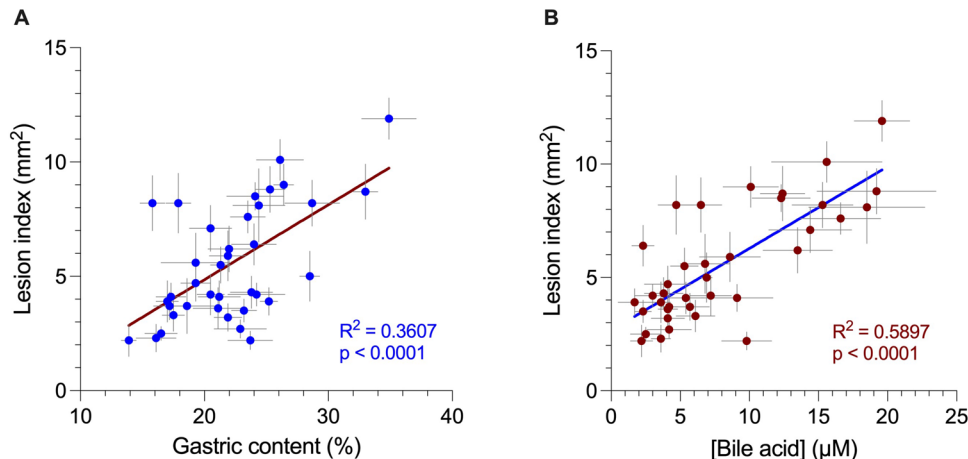 A
Lesion index (mm²)
15
10
5
0
10
20
30
40
Gastric content (%)
R² = 0.3607
p < 0.0001
B
Lesion index (mm²)
15
10
5
0
0
5
10
15
20
25
[Bile acid] (µM)
R² = 0.5897
p < 0.0001